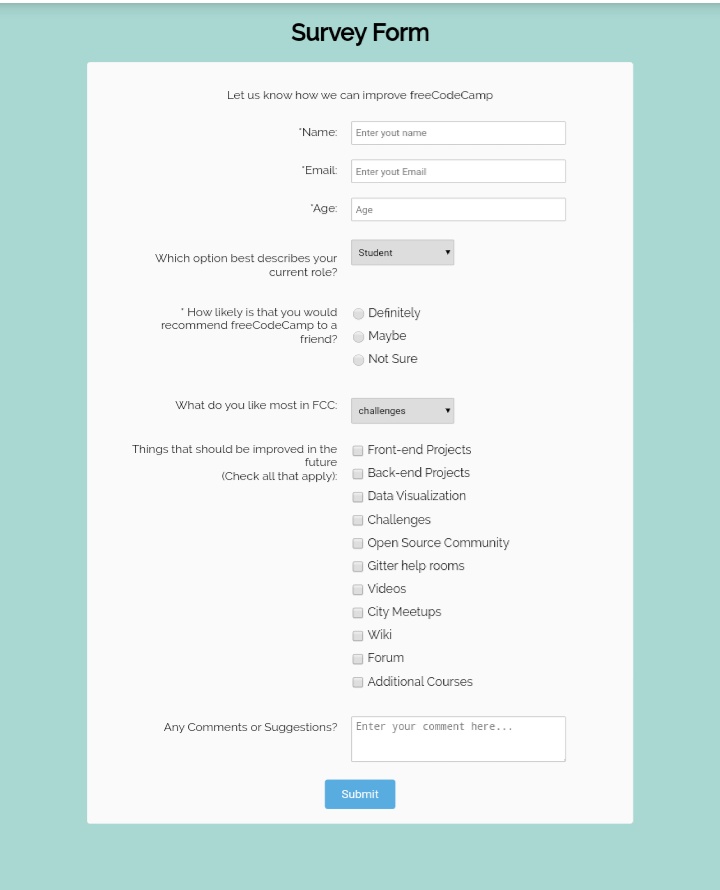 Survey Form
Let us know how we can improve freeCodeCamp
*Name:
Enter yout name
*Email:
Enter yout Email
*Age:
Age
Which option best describes your
current role?
Student
* How likely is that you would
recommend freeCodeCamp to a
friend?
Definitely
Maybe
Not Sure
What do you like most in FCC:
challenges
Things that should be improved in the
future
(Check all that apply):
Front-end Projects
Back-end Projects
Data Visualization
Challenges
Open Source Community
Gitter help rooms
Videos
City Meetups
Wiki
Forum
Additional Courses
Any Comments or Suggestions?
Enter your comment here...
Submit